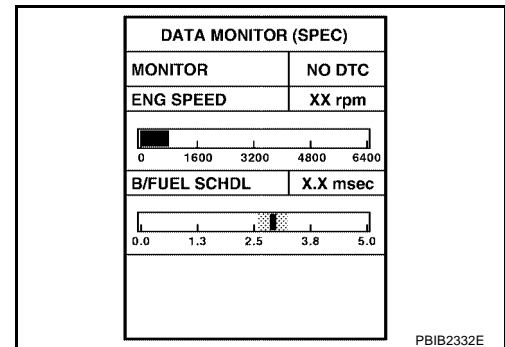 DATA MONITOR (SPEC)
MONITOR NO DTC
ENG SPEED XX rpm
0 1600 3200 4800 6400
B/FUEL SCHDL X.X msec
0.0 1.3 2.5 3.8 5.0
PBIB2332E